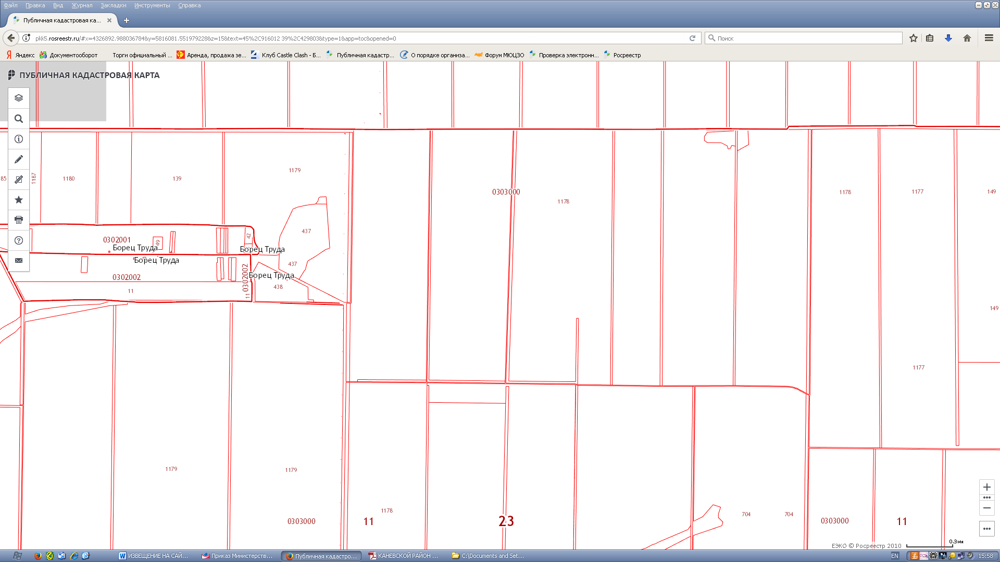 Файл Правка Вид Журнал Закладки Инструменты Справка
Публичная кадастровая ка...
pkk5.rosreestr.ru/#x=4326892.988036784&y=5816081.551979228&z=15&text=45%2C916012 39%2C429803&type=1&app=toc&opened=0
Поиск
Яндекс Документооборот Торги официальный ... Аренда, продажа зе... Клуб Castle Clash - Б... Публичная кадастр... О порядке организа... Форум МЮЦЗО Проверка электронн... Росреестр
ПУБЛИЧНАЯ КАДАСТРОВАЯ КАРТА
1179
85 1187 1180 139
0303000 1178 1178 1177 149
437
42
0302001 49
Борец Труда Борец Труда
Борец Труда
437
0302002 0302002 Борец Труда
11 11 438
149
1177
1179 1179
1178 704 704
0303000 11 23 0303000 11
ЕЭКО © Росреестр 2010 0.3км
ИЗВЕЩЕНИЕ НА САЙ... Приказ Министерств... Публичная кадастро... КАНЕВСКОЙ РАЙОН ... C:\Documents and Set... EN 15:58